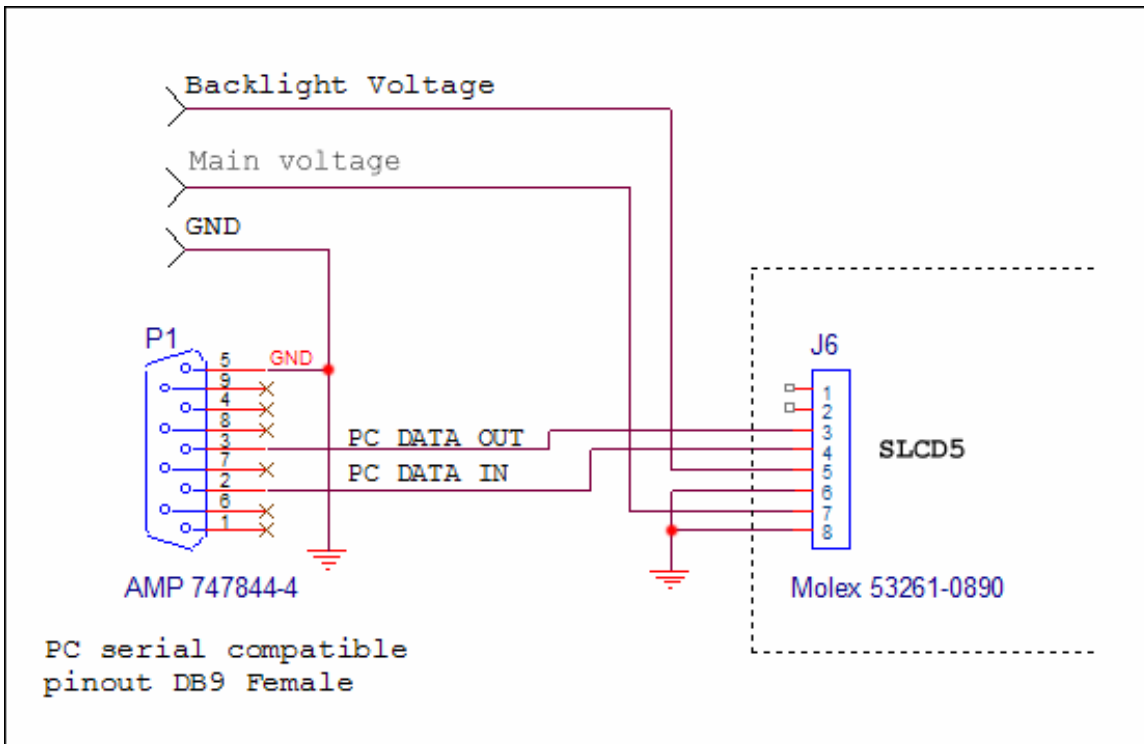 Backlight Voltage
Main voltage
GND
P1
5
GND
9
4
8
3
PC DATA OUT
7
PC DATA IN
2
6
1
AMP 747844-4
PC serial compatible
pinout DB9 Female
J6
1
2
3
4
5
6
7
8
SLCD5
Molex 53261-0890